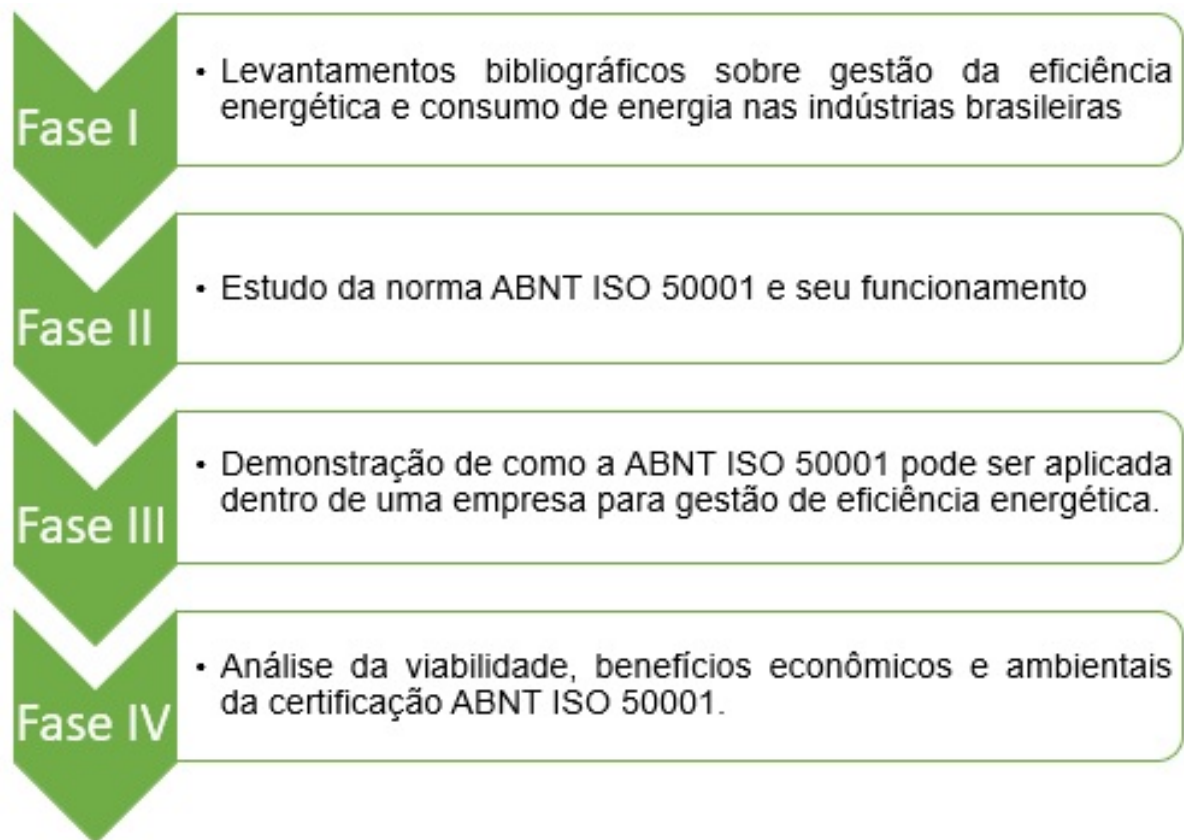 Fase I
• Levantamentos bibliográficos sobre gestão da eficiência
energética e consumo de energia nas indústrias brasileiras
Fase II
• Estudo da norma ABNT ISO 50001 e seu funcionamento
Fase III
• Demonstração de como a ABNT ISO 50001 pode ser aplicada
dentro de uma empresa para gestão de eficiência energética.
Fase IV
• Análise da viabilidade, benefícios econômicos e ambientais
da certificação ABNT ISO 50001.